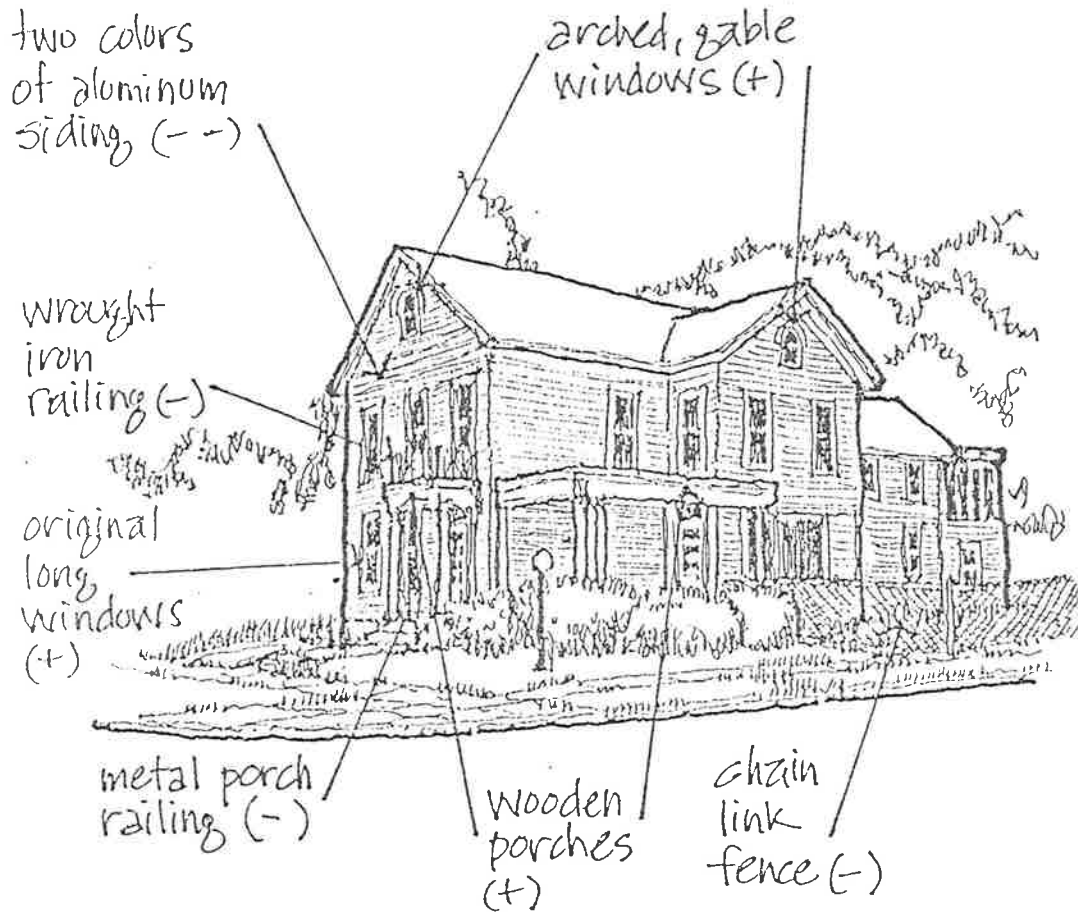 two colors
of aluminum
siding (- -)
arched, gable
windows (+)
wrought
iron
railing (-)
original
long
windows
(+)
metal porch
railing (-)
wooden
porches
(+)
chain
link
fence (-)